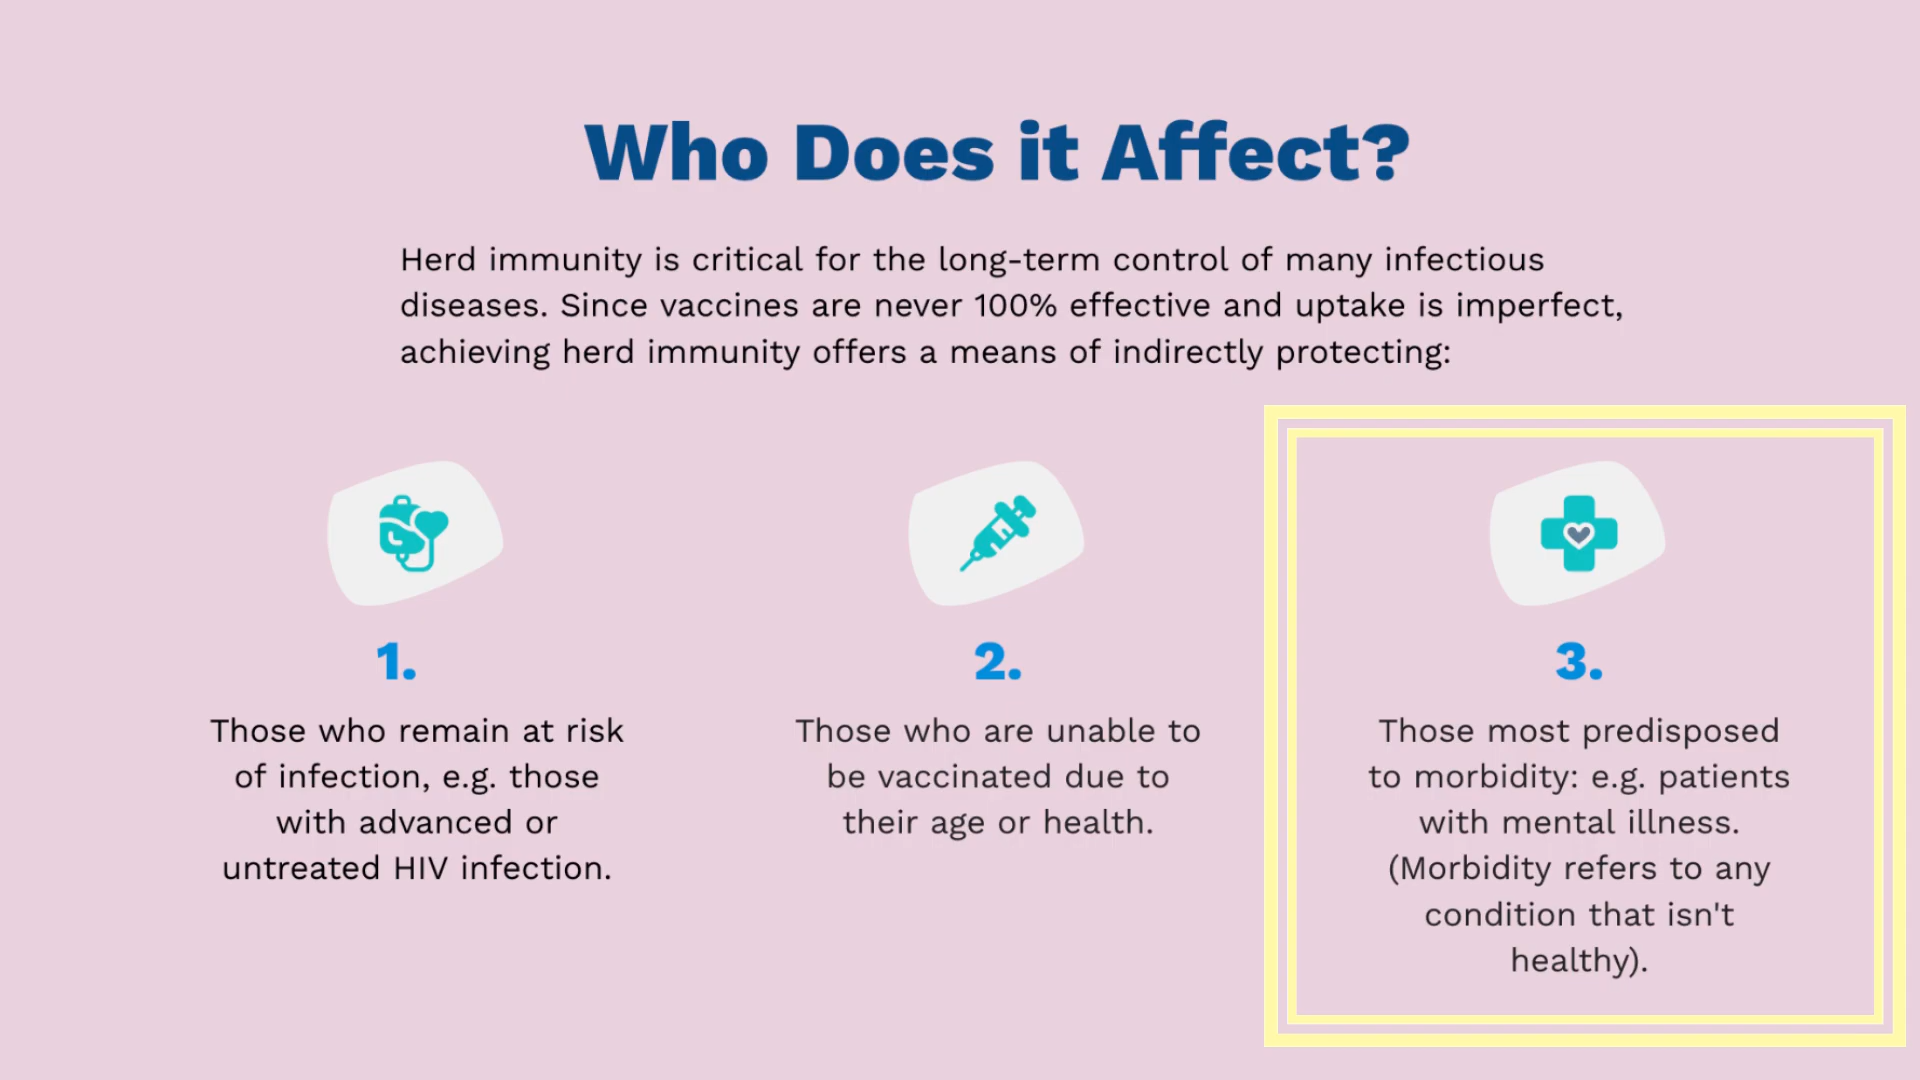 Who Does it Affect?
Herd immunity is critical for the long-term control of many infectious
diseases. Since vaccines are never 100% effective and uptake is imperfect,
achieving herd immunity offers a means of indirectly protecting:
1.
Those who remain at risk
of infection, e.g. those
with advanced or
untreated HIV infection.
2.
Those who are unable to
be vaccinated due to
their age or health.
3.
Those most predisposed
to morbidity: e.g. patients
with mental illness.
(Morbidity refers to any
condition that isn't
healthy).